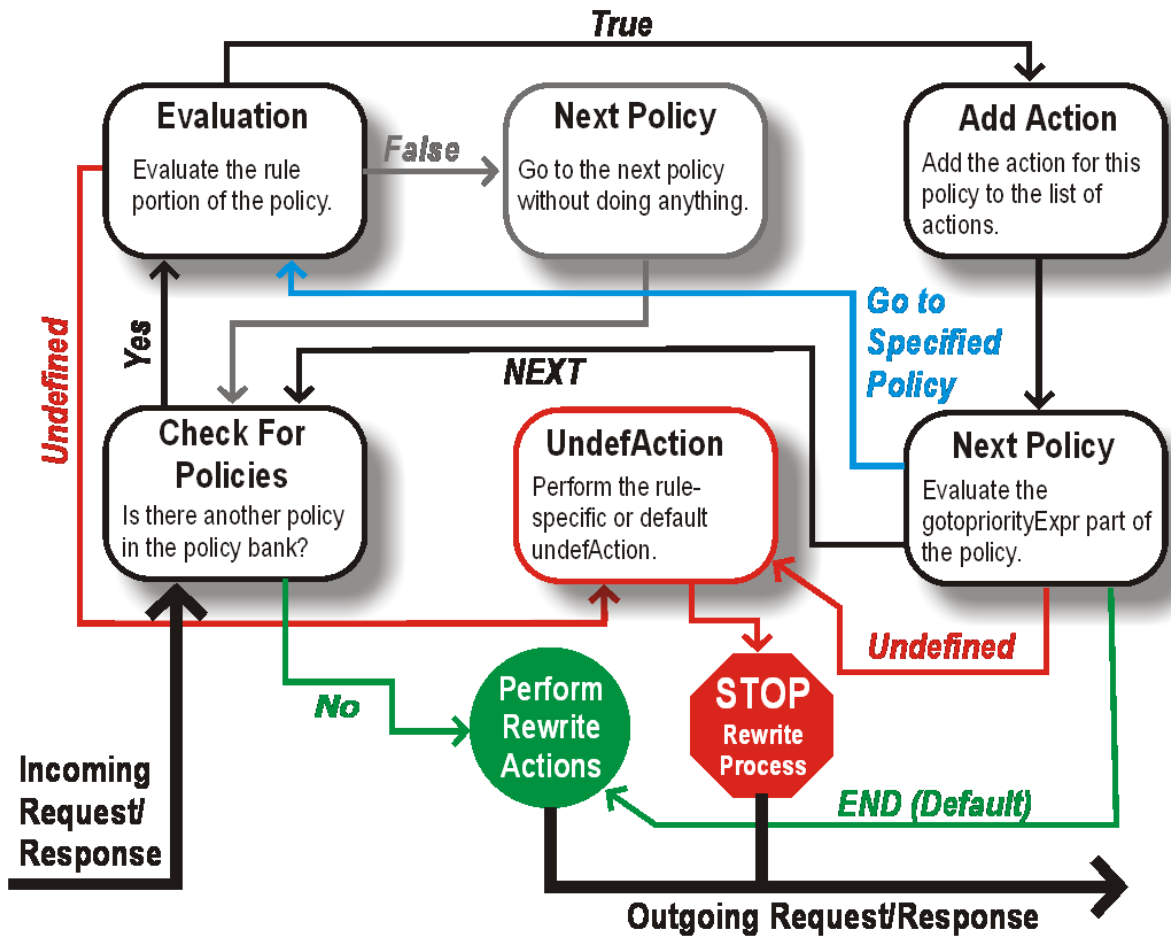 True
Evaluation
Evaluate the rule
portion of the policy.
False
Next Policy
Go to the next policy
without doing anything.
Add Action
Add the action for this
policy to the list of
actions.
Undefined
Yes
NEXT
Go to
Specified
Policy
Check For
Policies
Is there another policy
in the policy bank?
UndefAction
Perform the rule-
specific or default
undefAction.
Next Policy
Evaluate the
gotopriorityExpr part of
the policy.
Undefined
No
Perform
Rewrite
Actions
STOP
Rewrite
Process
END (Default)
Incoming
Request/
Response
Outgoing Request/Response